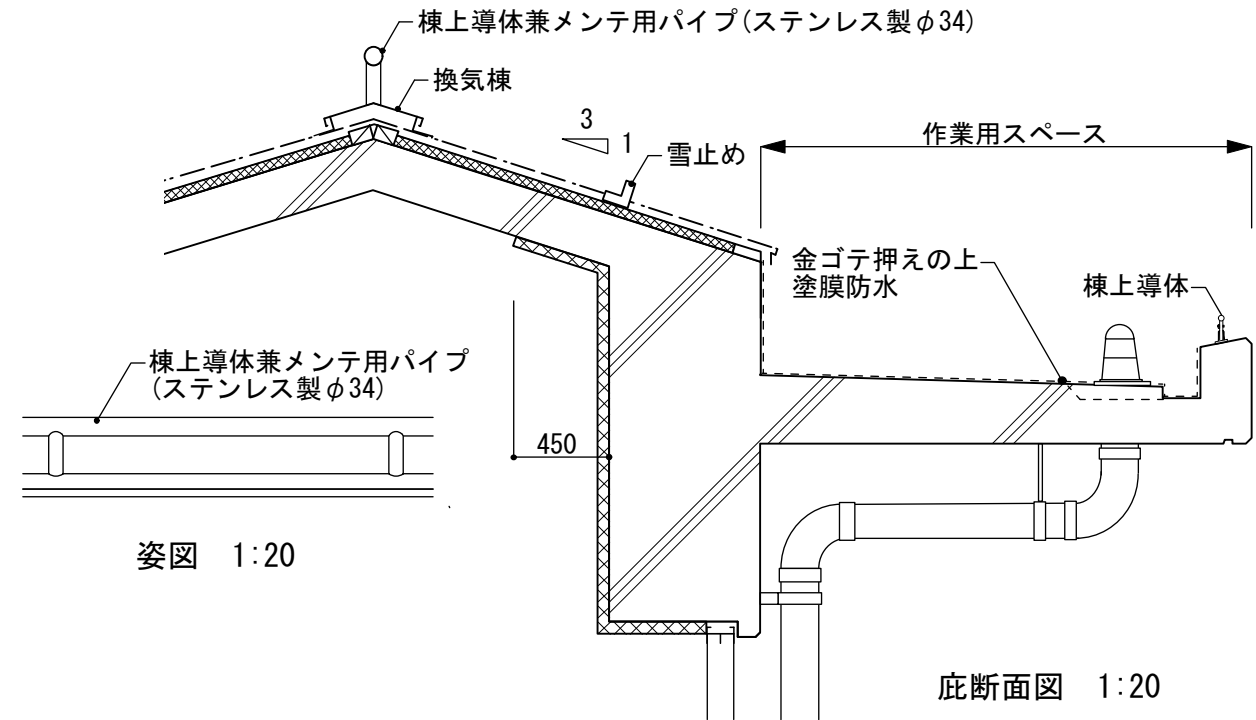 棟上導体兼メンテ用パイプ(ステンレス製φ34)
換気棟
3
1
雪止め
作業用スペース
金ゴテ押えの上
塗膜防水
棟上導体
棟上導体兼メンテ用パイプ
(ステンレス製φ34)
450
姿図 1:20
庇断面図 1:20